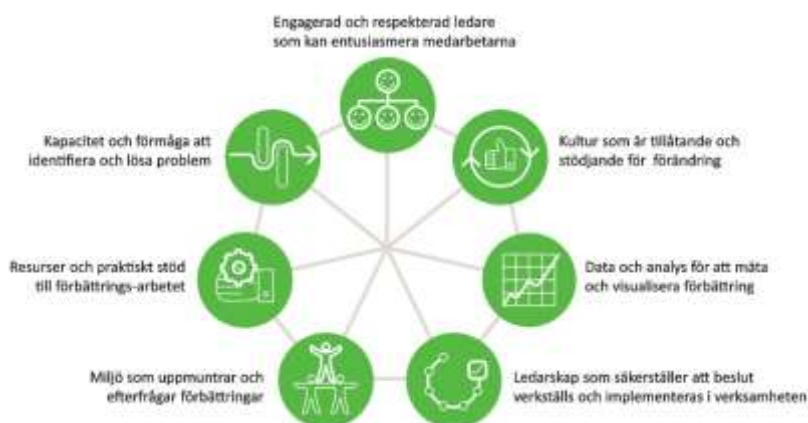 Engagerad och respekterad ledare
som kan entusiasmera medarbetarna
Kultur som är tillåtande och
stödjande för förändring
Data och analys för att mäta
och visualisera förbättring
Ledarskap som säkerställer att beslut
verkställs och implementeras i verksamheten
Miljö som uppmuntrar och
efterfrågar förbättringar
Resurser och praktiskt stöd
till förbättrings-arbetet
Kapacitet och förmåga att
identifiera och lösa problem